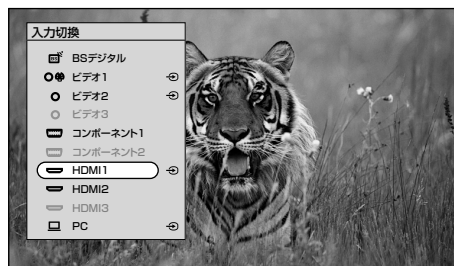 入力切換
BSデジタル
ビデオ1
ビデオ2
ビデオ3
コンポーネント1
コンポーネント2
HDMI1
HDMI2
HDMI3
PC